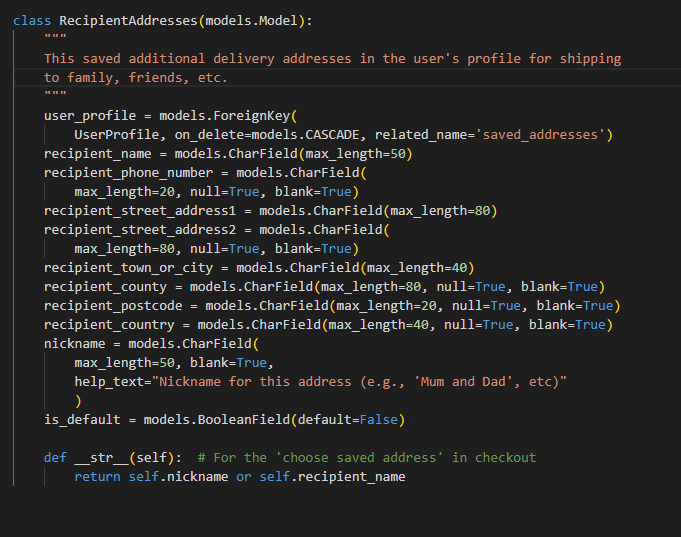 class RecipientAddresses(models.Model):
    """
    This saved additional delivery addresses in the user's profile for shipping
    to family, friends, etc.
    """
    user_profile = models.ForeignKey(
        UserProfile, on_delete=models.CASCADE, related_name='saved_addresses')
    recipient_name = models.CharField(max_length=50)
    recipient_phone_number = models.CharField(
        max_length=20, null=True, blank=True)
    recipient_street_address1 = models.CharField(max_length=80)
    recipient_street_address2 = models.CharField(
        max_length=80, null=True, blank=True)
    recipient_town_or_city = models.CharField(max_length=40)
    recipient_county = models.CharField(max_length=80, null=True, blank=True)
    recipient_postcode = models.CharField(max_length=20, null=True, blank=True)
    recipient_country = models.CharField(max_length=40, null=True, blank=True)
    nickname = models.CharField(
        max_length=50, blank=True,
        help_text="Nickname for this address (e.g., 'Mum and Dad', etc)"
        )
    is_default = models.BooleanField(default=False)

    def __str__(self):  # For the 'choose saved address' in checkout
        return self.nickname or self.recipient_name